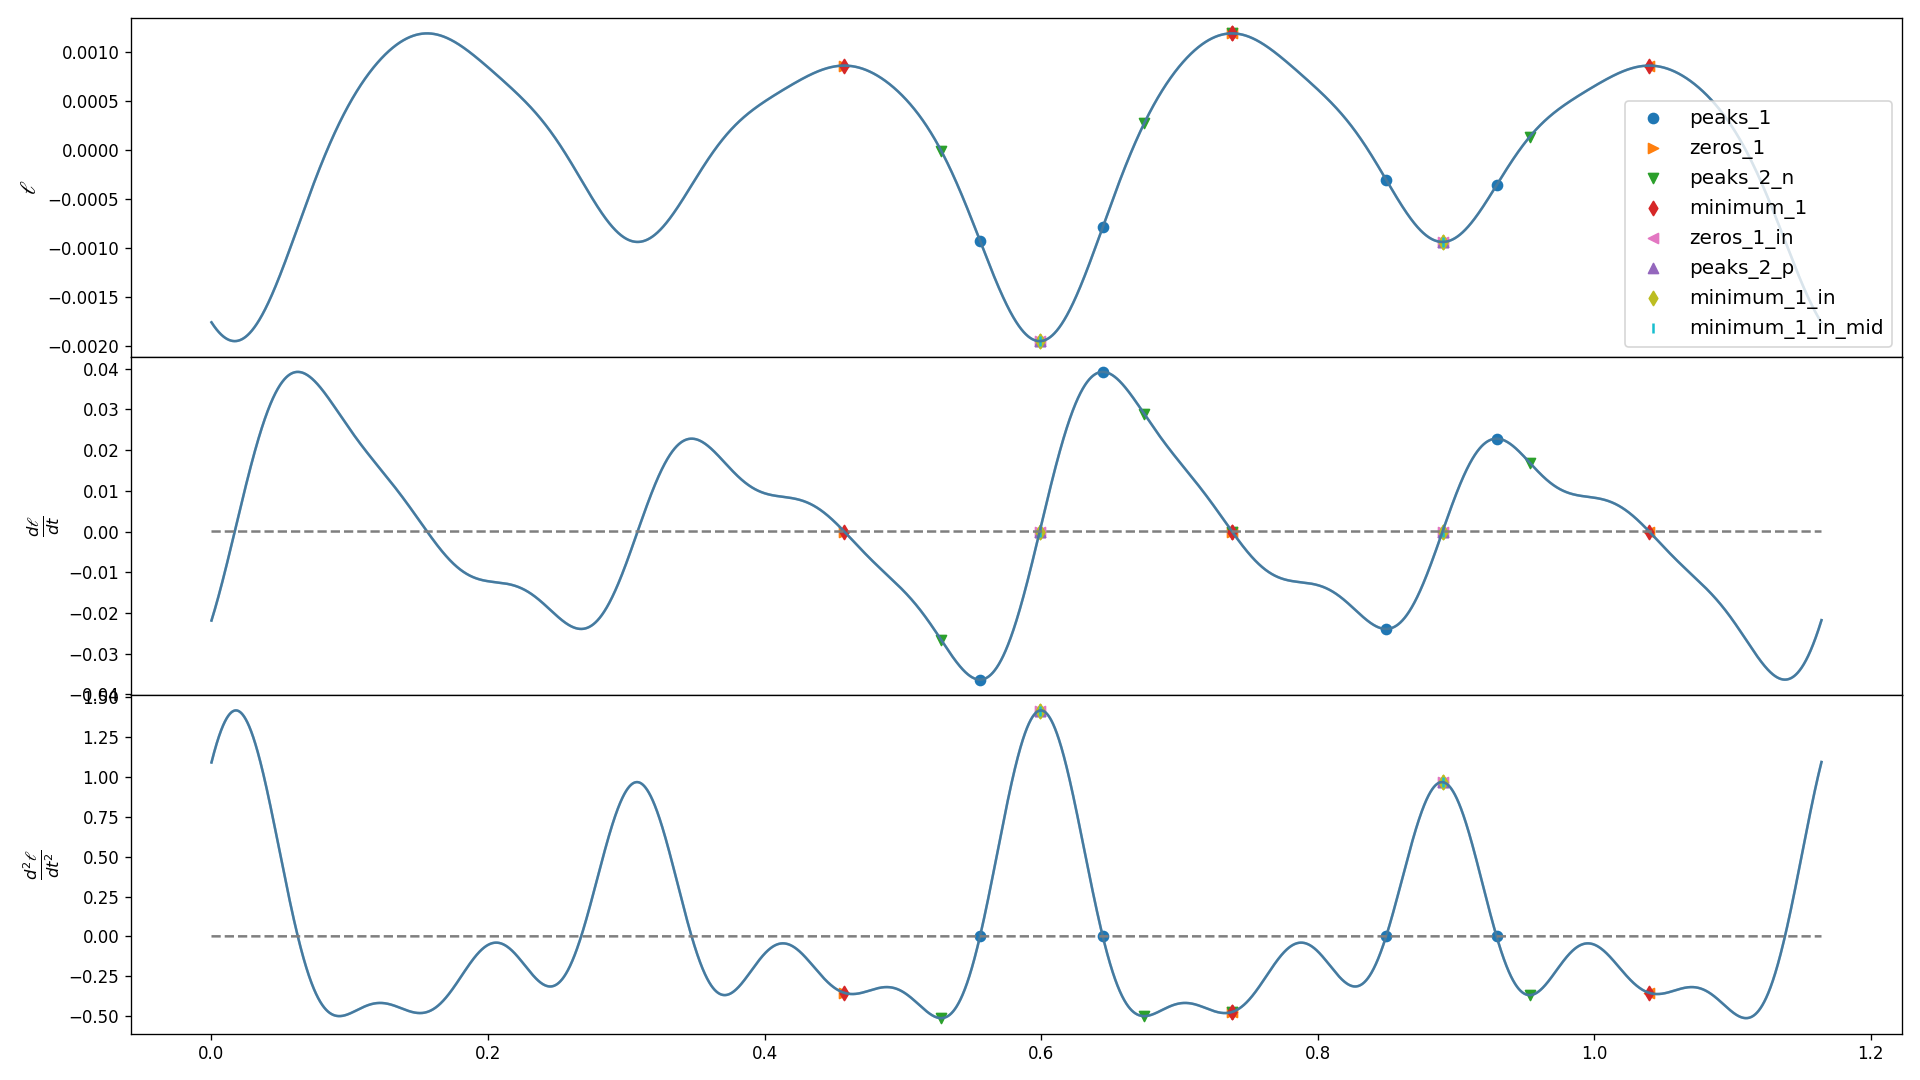 0.0010
0.0005
0.0000
−0.0005
−0.0010
−0.0015
−0.0020
ℓ
peaks_1
zeros_1
peaks_2_n
minimum_1
zeros_1_in
peaks_2_p
minimum_1_in
minimum_1_in_mid
0.04
0.03
0.02
0.01
0.00
−0.01
−0.02
−0.03
−0.04
dℓ
dt
1.50
1.25
1.00
0.75
0.50
0.25
0.00
−0.25
−0.50
d²ℓ
dt²
0.0 0.2 0.4 0.6 0.8 1.0 1.2